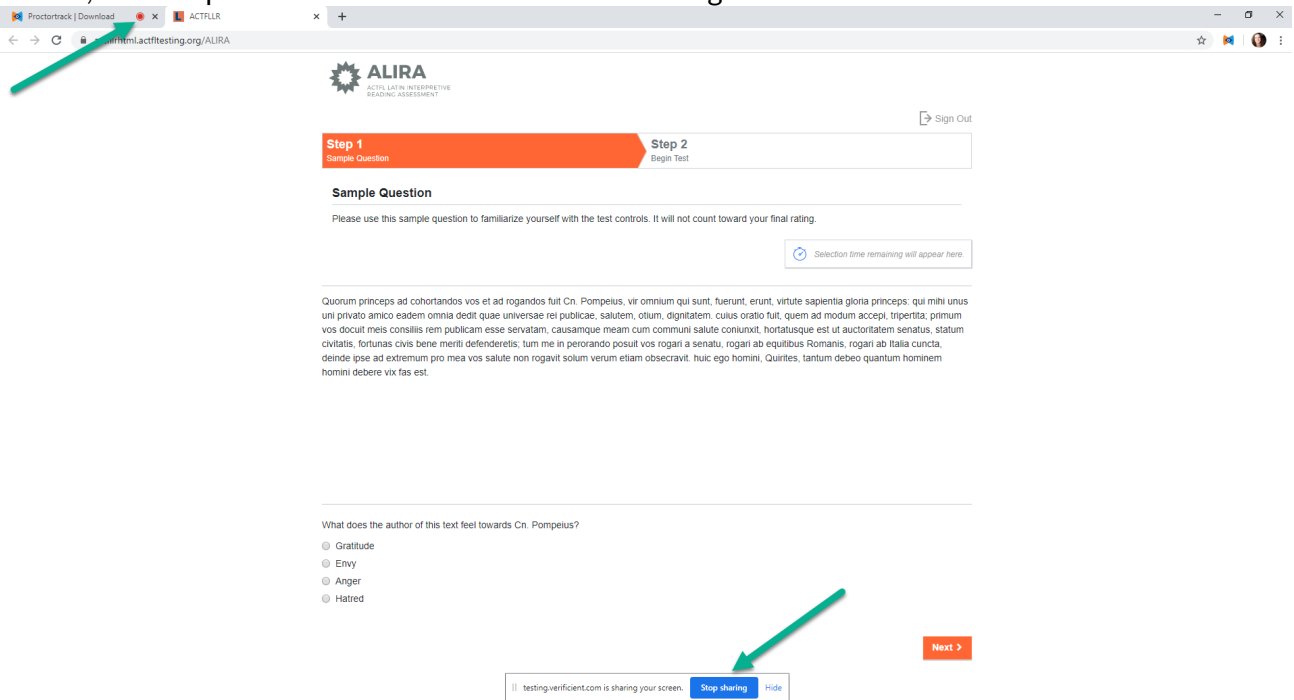 Proctortrack | Download
ACTFLLR
html.actfltesting.org/ALIRA
ALIRA
ACTFL LATIN INTERPRETIVE
READING ASSESSMENT
Sign Out
Step 1
Sample Question
Step 2
Begin Test
Sample Question
Please use this sample question to familiarize yourself with the test controls. It will not count toward your final rating.
Selection time remaining will appear here.
Quorum princeps ad cohortandos vos et ad rogandos fuit Cn. Pompeius, vir omnium qui sunt, fuerunt, erunt, virtute sapientia gloria princeps: qui mihi unus
uni privato amico eadem omnia dedit quae universae rei publicae, salutem, otium, dignitatem. cuius oratio fuit, quem ad modum accepi, tripertita; primum
vos docuit meis consiliis rem publicam esse servatam, causamque meam cum communi salute coniunxit, hortatusque est ut auctoritatem senatus, statum
civitatis, fortunas civis bene meriti defenderetis; tum me in perorando posuit vos rogari a senatu, rogari ab equitibus Romanis, rogari ab Italia cuncta,
deinde ipse ad extremum pro mea vos salute non rogavit solum verum etiam obsecravit. huic ego homini, Quirites, tantum debeo quantum hominem
homini debere vix fas est.
What does the author of this text feel towards Cn. Pompeius?
Gratitude
Envy
Anger
Hatred
Next >
testing.verificient.com is sharing your screen.
Stop sharing
Hide